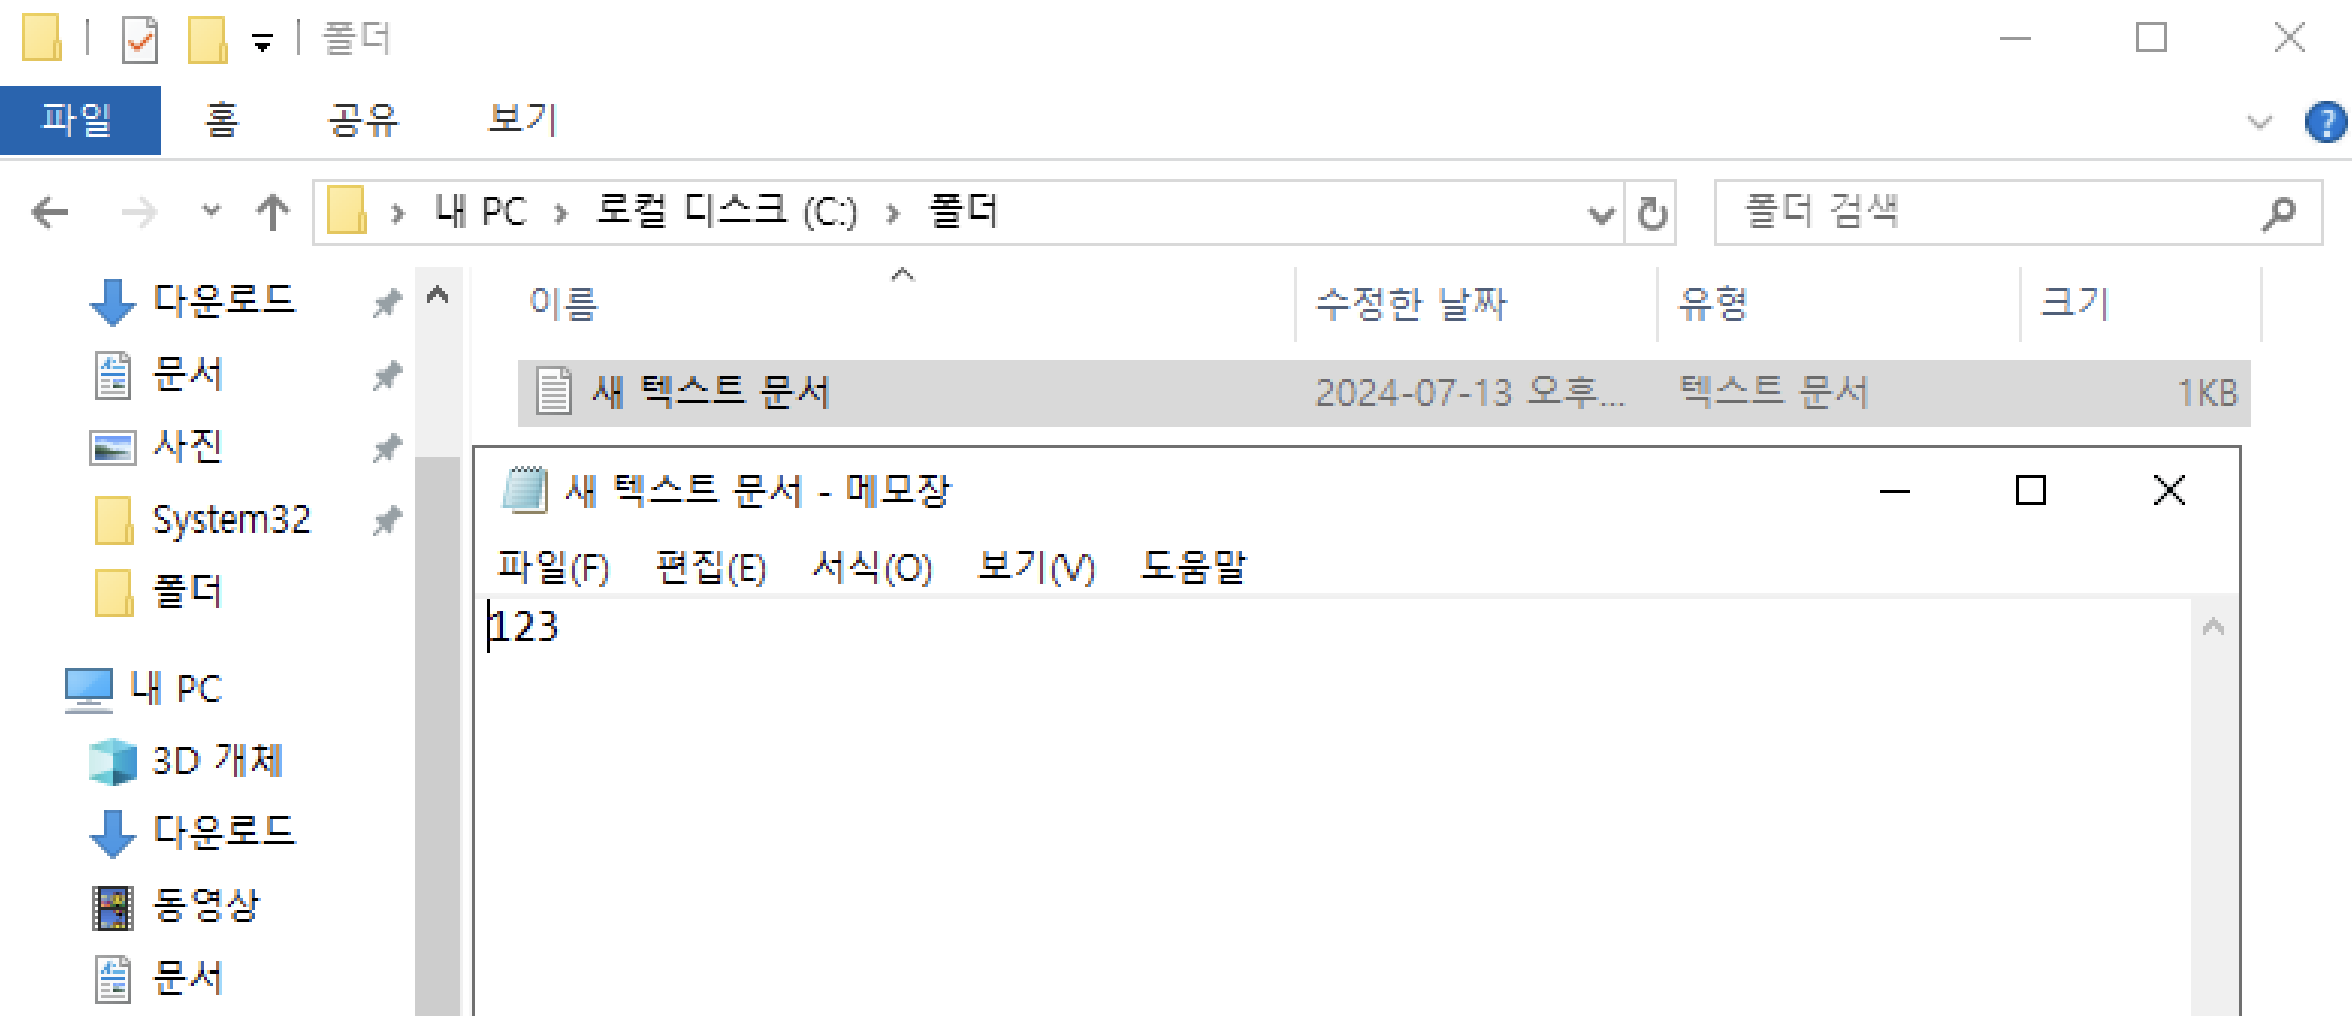 폴더
파일 홈 공유 보기
내 PC 로컬 디스크 (C:) 폴더 폴더 검색
다운로드
문서
사진
System32
폴더
내 PC
3D 개체
다운로드
동영상
문서
이름 수정한 날짜 유형 크기
새 텍스트 문서 2024-07-13 오후... 텍스트 문서 1KB
새 텍스트 문서 - 메모장
파일(F) 편집(E) 서식(O) 보기(V) 도움말
123